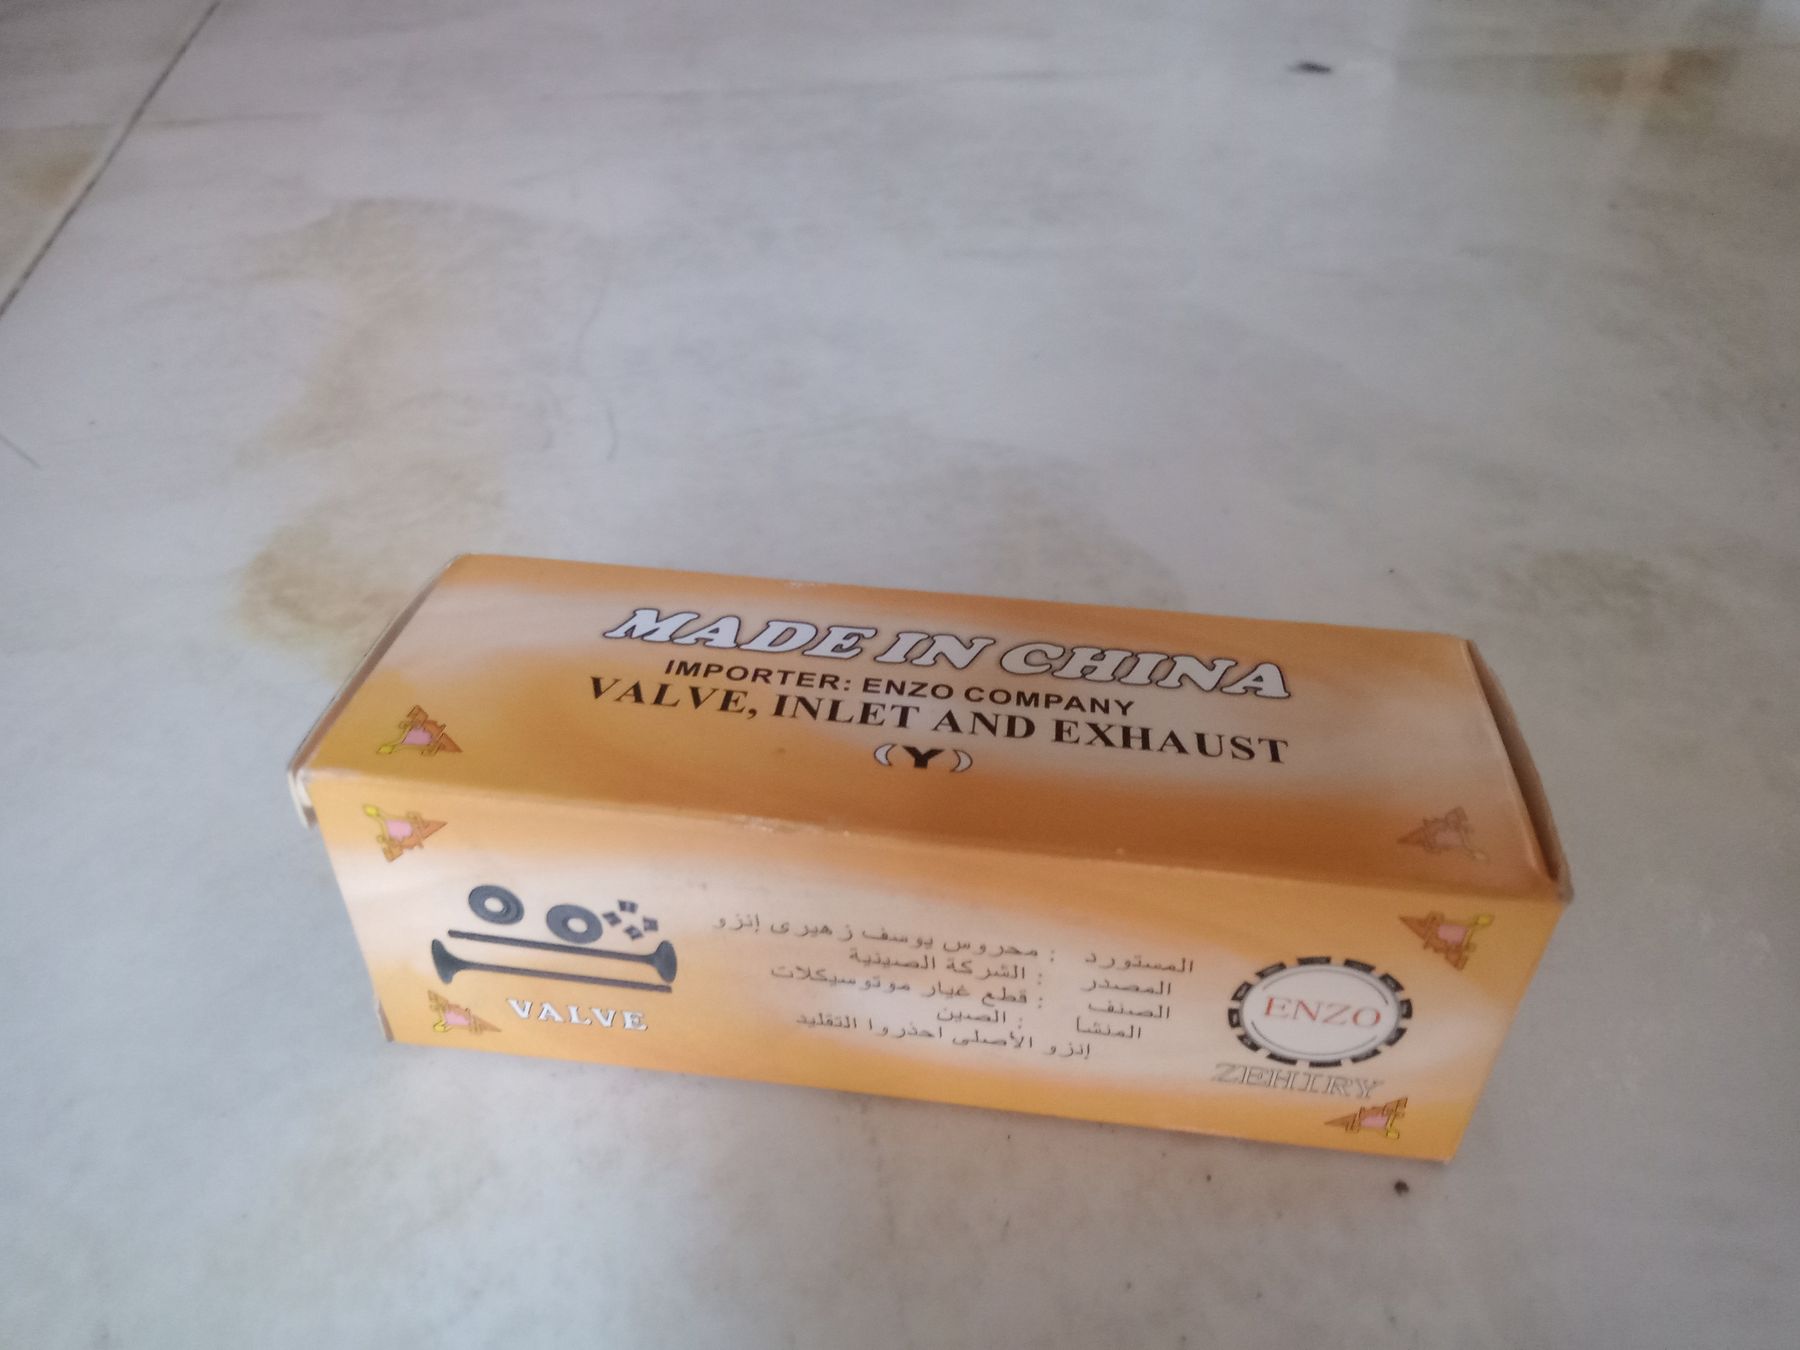 MADE IN CHINA
IMPORTER: ENZO COMPANY
VALVE, INLET AND EXHAUST
(Y)
المستورد : محروس يوسف زهيرى إنزو
المصدر : الشركة الصينية
الصنف : قطع غيار موتوسيكلات
المنشا : الصين
إنزو الأصلى احذروا التقليد
VALVE
ENZO
ZEHIRY